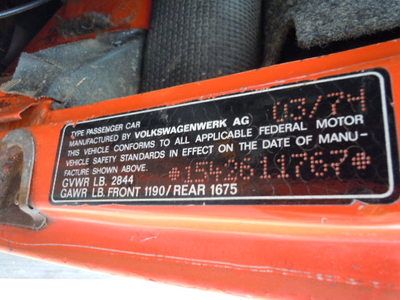 TYPE PASSENGER CAR 03/74
MANUFACTURED BY VOLKSWAGENWERK AG
THIS VEHICLE CONFORMS TO ALL APPLICABLE FEDERAL MOTOR
VEHICLE SAFETY STANDARDS IN EFFECT ON THE DATE OF MANU-
FACTURE SHOWN ABOVE.
*1542611767*
GVWR LB. 2844
GAWR LB. FRONT 1190/REAR 1675